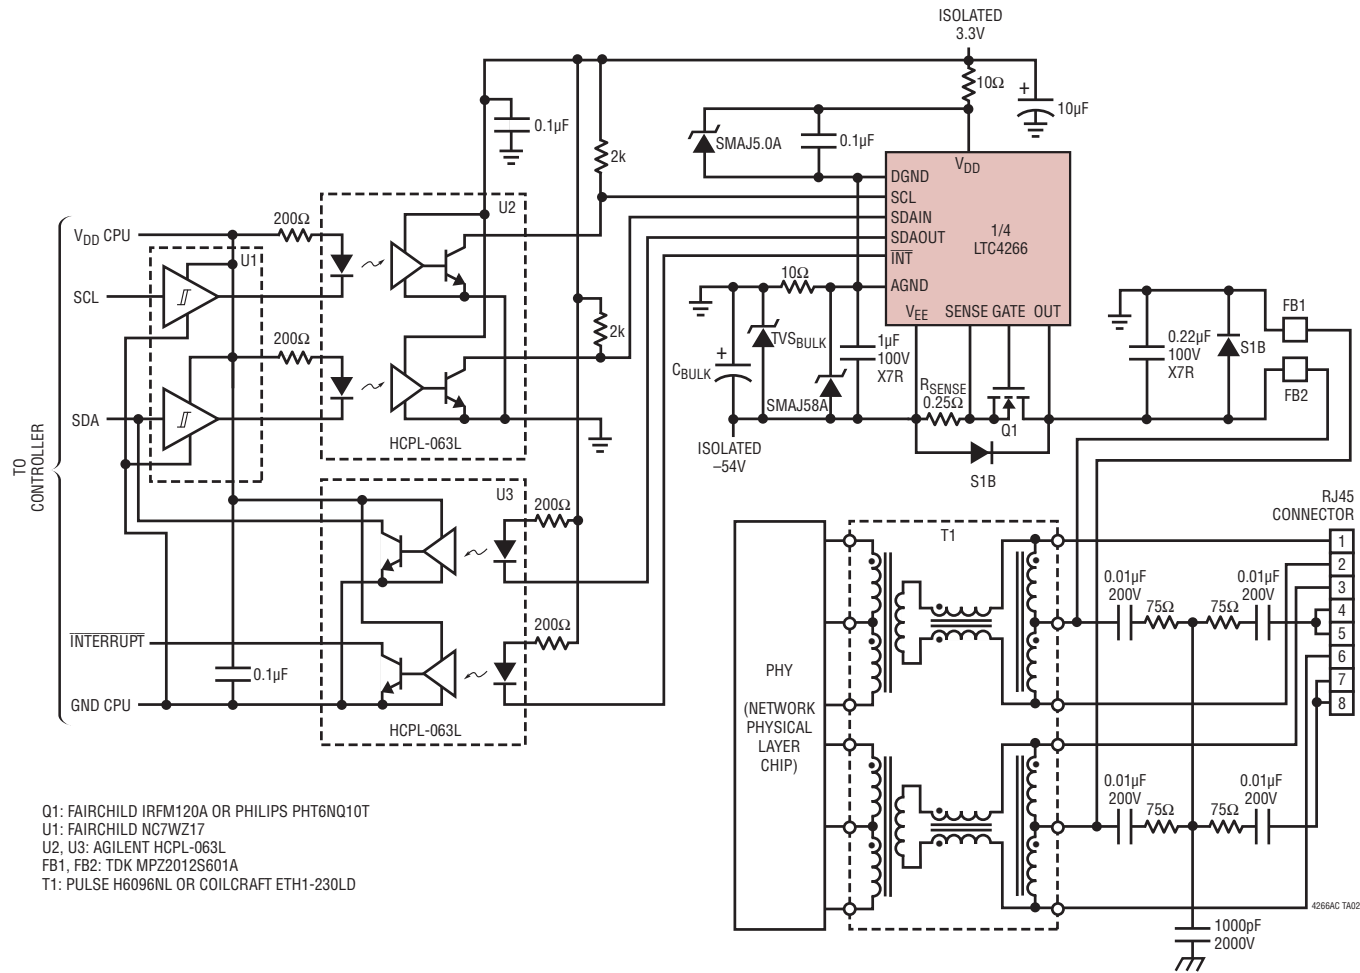 ISOLATED
3.3V
10Ω
+
10µF
0.1µF
SMAJ5.0A
0.1µF
2k
VDD
DGND
SCL
SDAIN
SDAOUT
INT
AGND
VEE
SENSE
GATE
OUT
1/4
LTC4266
U2
200Ω
VDD CPU
U1
SCL
200Ω
2k
SDA
HCPL-063L
TO
CONTROLLER
10Ω
TVSBULK
+
CBULK
SMAJ58A
1µF
100V
X7R
RSENSE
0.25Ω
Q1
S1B
ISOLATED
–54V
0.22µF
100V
X7R
S1B
FB1
FB2
U3
200Ω
200Ω
INTERRUPT
0.1µF
GND CPU
HCPL-063L
PHY
(NETWORK
PHYSICAL
LAYER
CHIP)
T1
RJ45
CONNECTOR
1
2
3
4
5
6
7
8
0.01µF
200V
75Ω
75Ω
0.01µF
200V
0.01µF
200V
75Ω
75Ω
0.01µF
200V
1000pF
2000V
4266AC TA02
Q1: FAIRCHILD IRFM120A OR PHILIPS PHT6NQ10T
U1: FAIRCHILD NC7WZ17
U2, U3: AGILENT HCPL-063L
FB1, FB2: TDK MPZ2012S601A
T1: PULSE H6096NL OR COILCRAFT ETH1-230LD